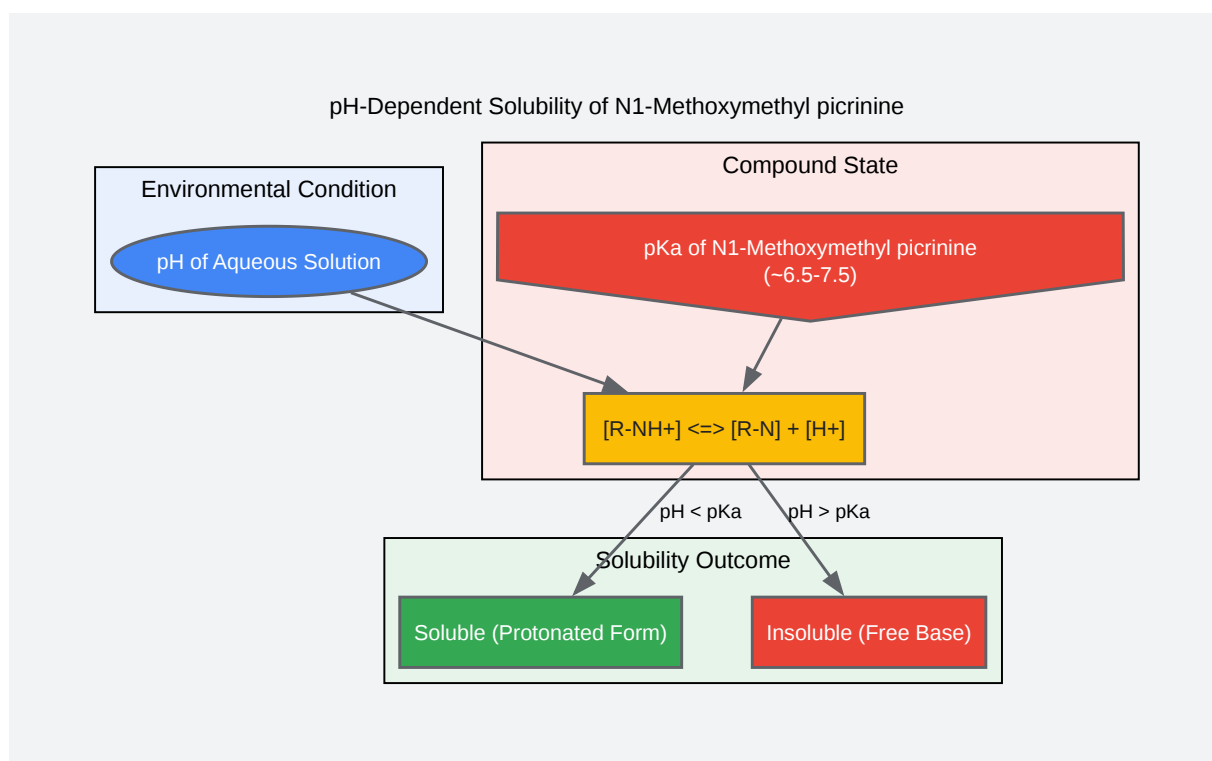 pH-Dependent Solubility of N1-Methoxymethyl picrinine
Environmental Condition
pH of Aqueous Solution
Compound State
pKa of N1-Methoxymethyl picrinine
(~6.5-7.5)
[R-NH+] <=> [R-N] + [H+]
pH < pKa
pH > pKa
Solubility Outcome
Soluble (Protonated Form)
Insoluble (Free Base)